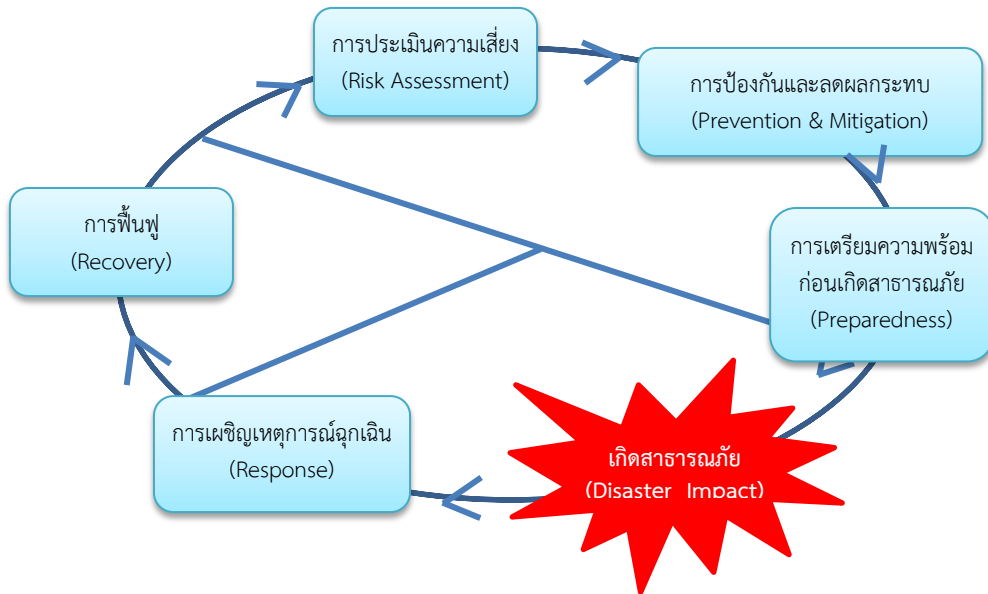 การประเมินความเสี่ยง
(Risk Assessment)
การป้องกันและลดผลกระทบ
(Prevention & Mitigation)
การเตรียมความพร้อม
ก่อนเกิดสาธารณภัย
(Preparedness)
เกิดสาธารณภัย
(Disaster Impact)
การเผชิญเหตุการณ์ฉุกเฉิน
(Response)
การฟื้นฟู
(Recovery)